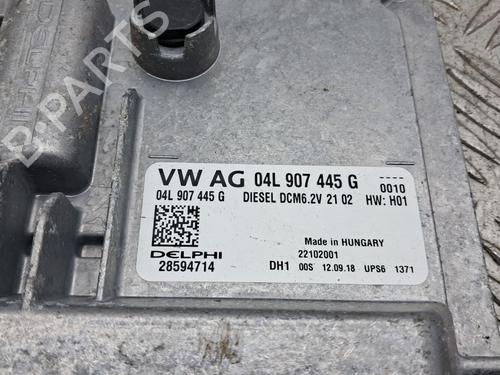 DELPHI
VW AG 04L 907 445 G 0010
04L 907 445 G DIESEL DCM6.2V 21 02 HW: H01
Made in HUNGARY
DELPHI 22102001
28594714 DH1 00S 12.09.18 UPS6 1371
B-PARTS